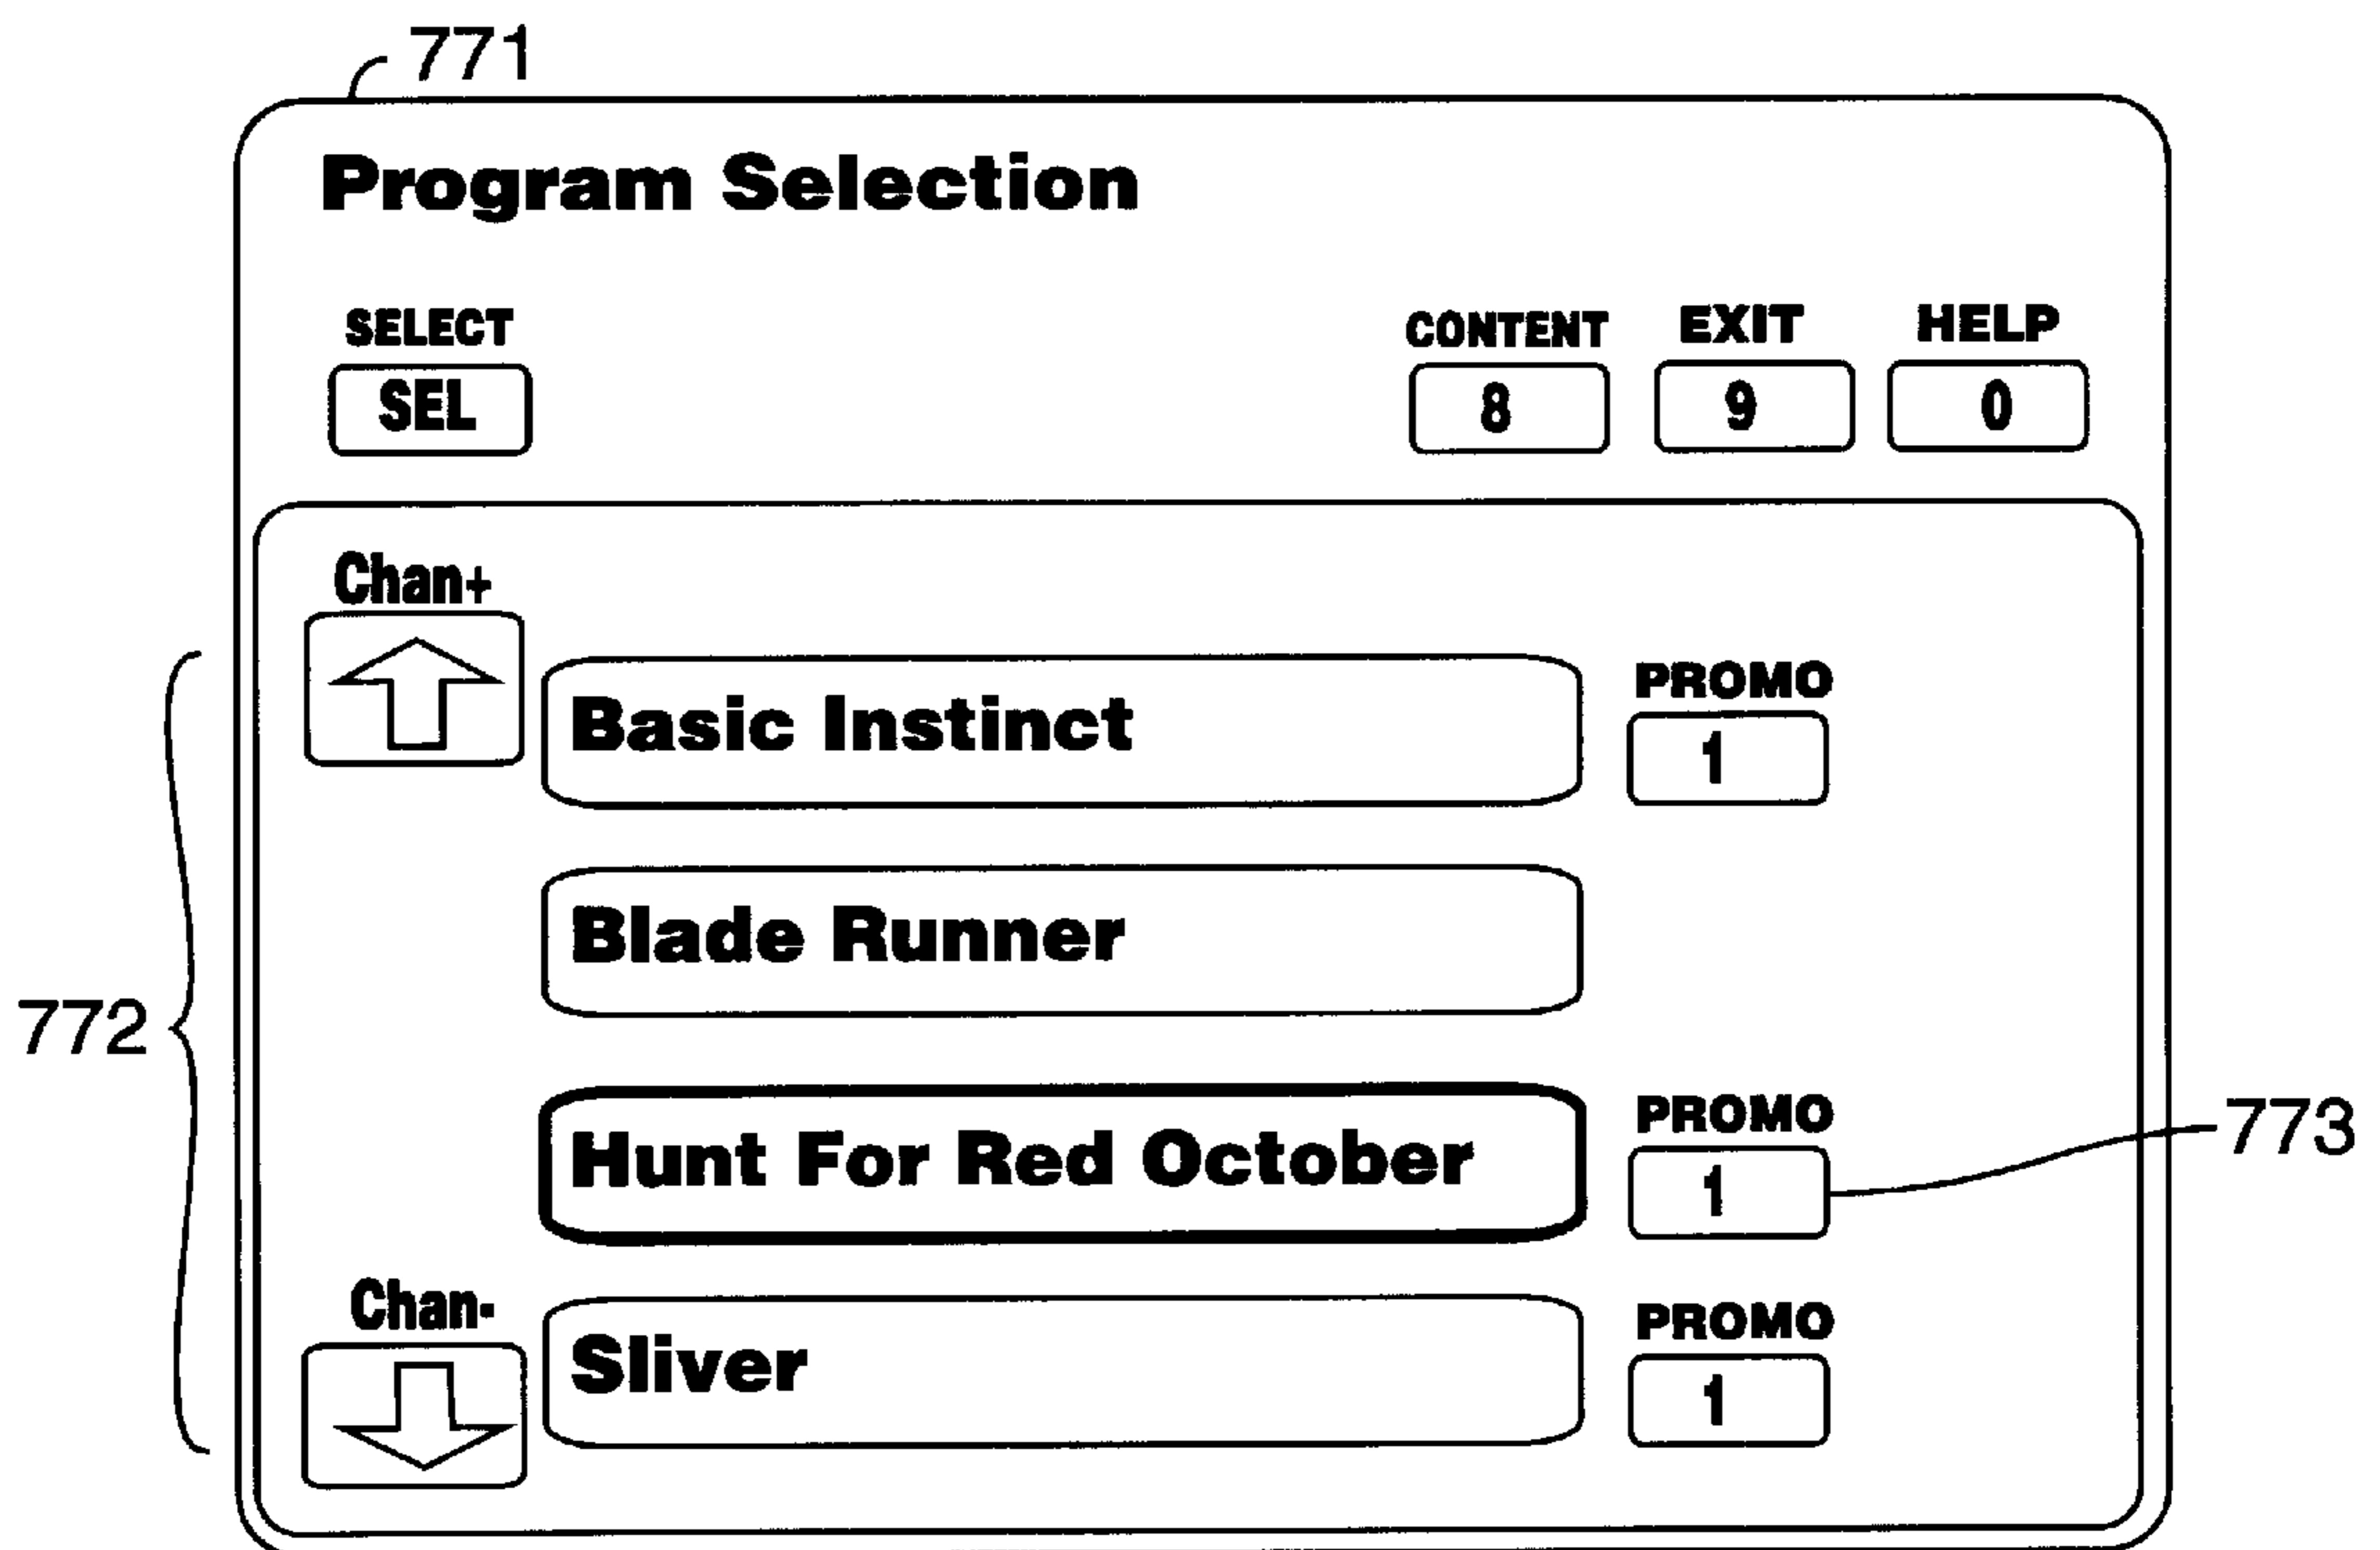 771
Program Selection
SELECT CONTENT EXIT HELP
SEL 8 9 0
Chan+
Basic Instinct PROMO
1
Blade Runner
772
Hunt For Red October PROMO
1 773
Chan-
Sliver PROMO
1